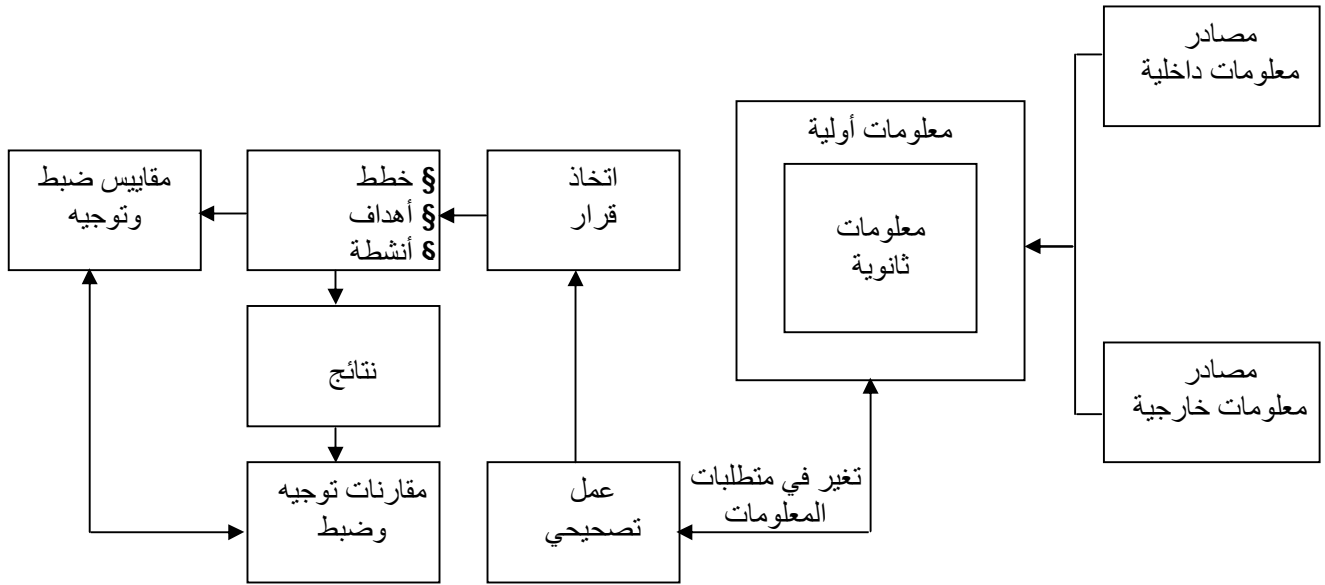 مصادر
معلومات داخلية
معلومات أولية
معلومات
ثانوية
مصادر
معلومات خارجية
اتخاذ
قرار
§ خطط
§ أهداف
§ أنشطة
مقاييس ضبط
وتوجيه
نتائج
مقارنات توجيه
وضبط
عمل
تصحيحي
تغير في متطلبات
المعلومات